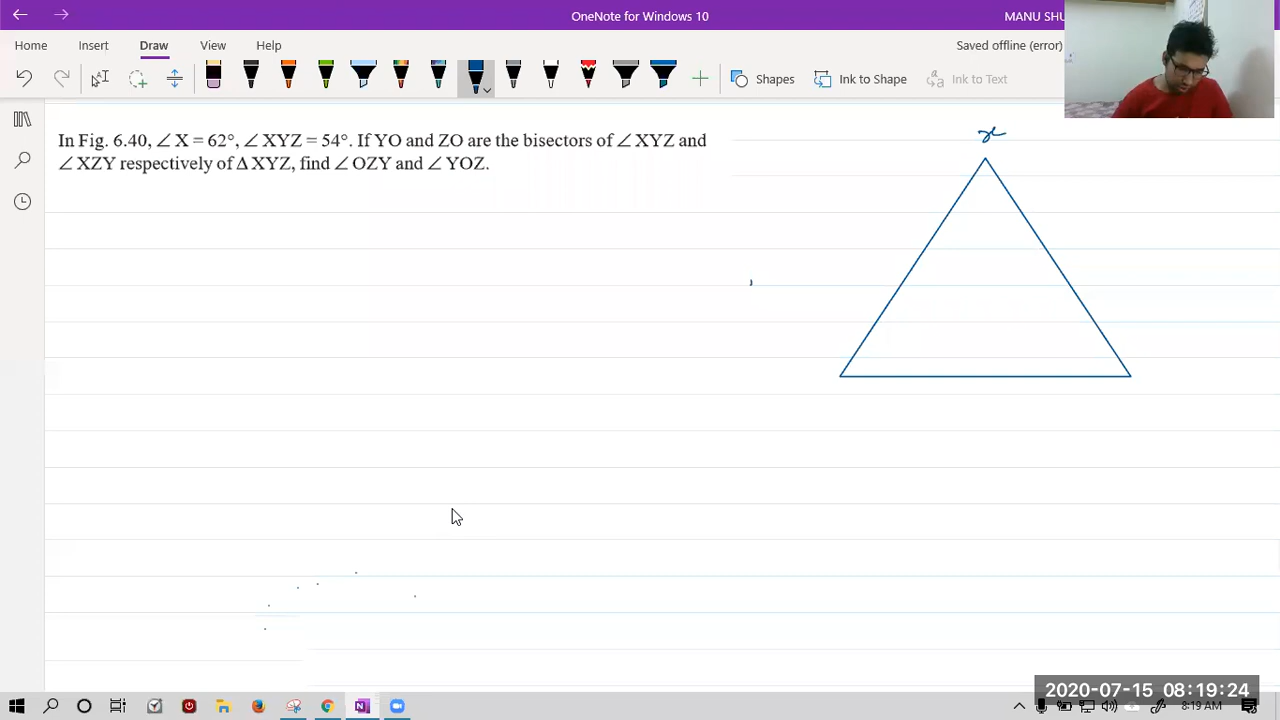 OneNote for Windows 10
MANU SHU
Home Insert Draw View Help
Saved offline (error)
Shapes Ink to Shape Ink to Text
In Fig. 6.40, ∠ X = 62°, ∠ XYZ = 54°. If YO and ZO are the bisectors of ∠ XYZ and
∠ XZY respectively of Δ XYZ, find ∠ OZY and ∠ YOZ.
x
2020-07-15 08:19:24
8:19 AM